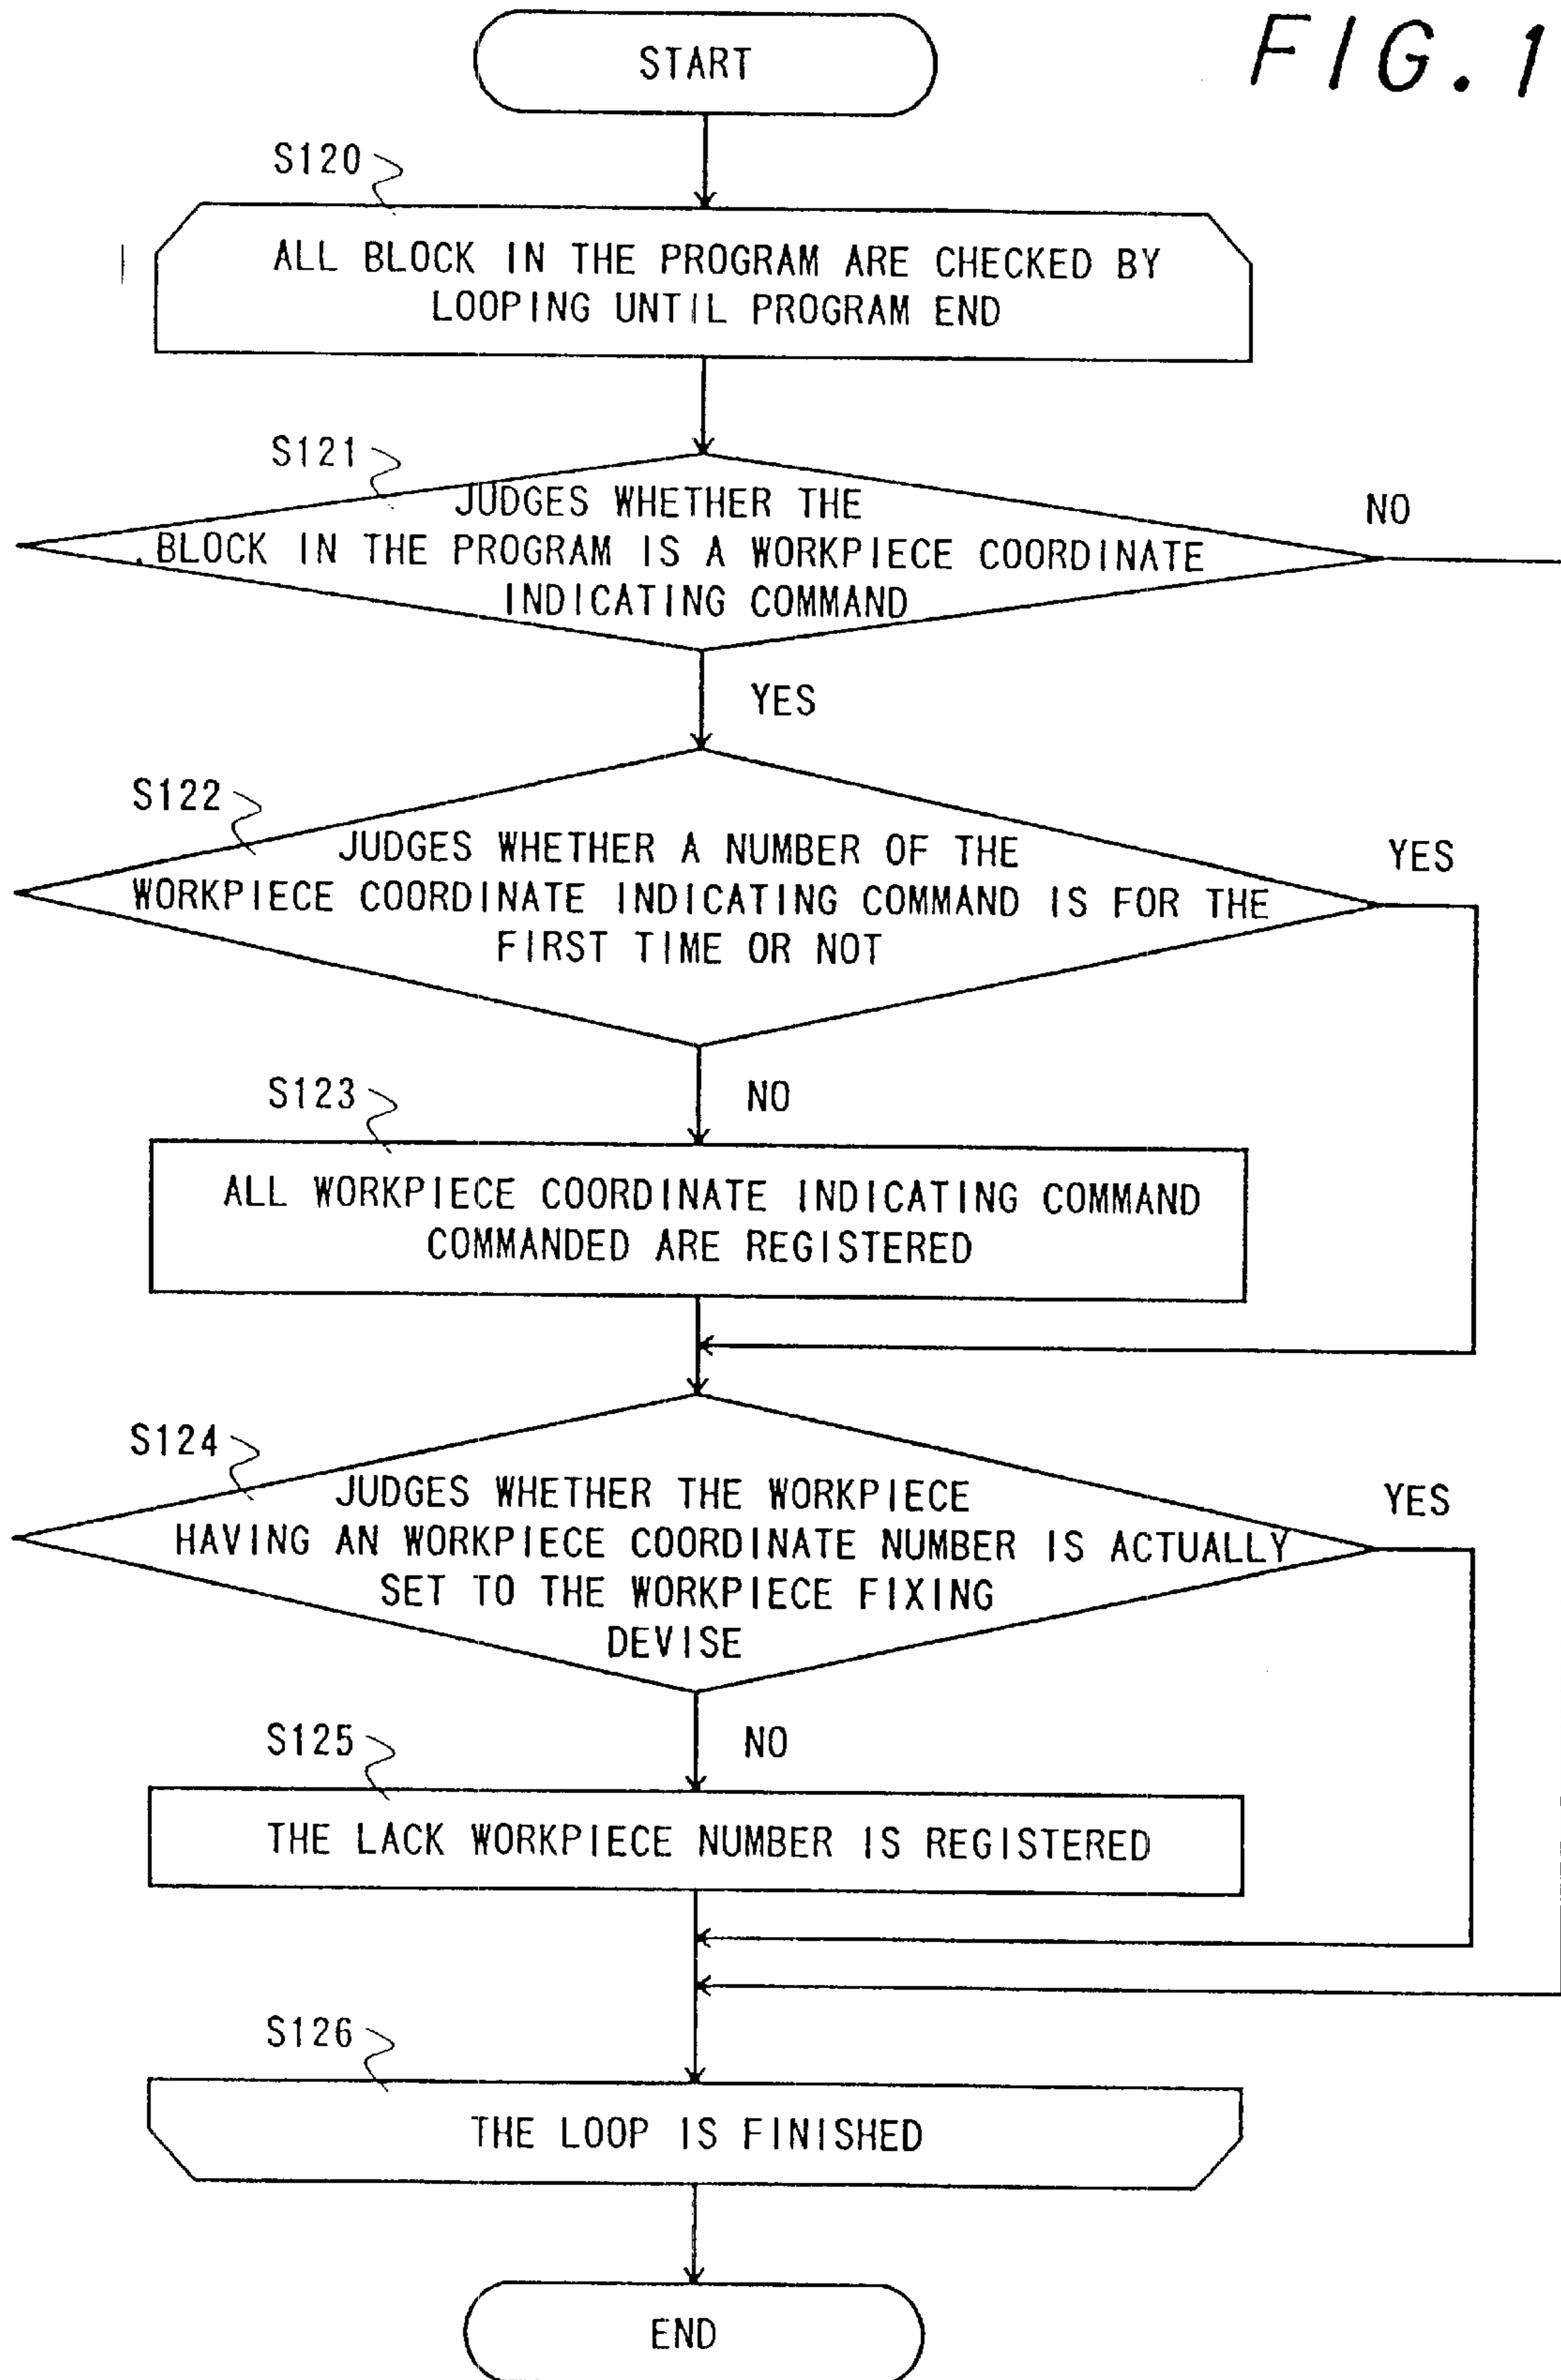 FIG. 1
START
S120
ALL BLOCK IN THE PROGRAM ARE CHECKED BY
LOOPING UNTIL PROGRAM END
S121
JUDGES WHETHER THE
BLOCK IN THE PROGRAM IS A WORKPIECE COORDINATE
INDICATING COMMAND
NO
YES
S122
JUDGES WHETHER A NUMBER OF THE
WORKPIECE COORDINATE INDICATING COMMAND IS FOR THE
FIRST TIME OR NOT
YES
NO
S123
ALL WORKPIECE COORDINATE INDICATING COMMAND
COMMANDED ARE REGISTERED
S124
JUDGES WHETHER THE WORKPIECE
HAVING AN WORKPIECE COORDINATE NUMBER IS ACTUALLY
SET TO THE WORKPIECE FIXING
DEVISE
YES
NO
S125
THE LACK WORKPIECE NUMBER IS REGISTERED
S126
THE LOOP IS FINISHED
END